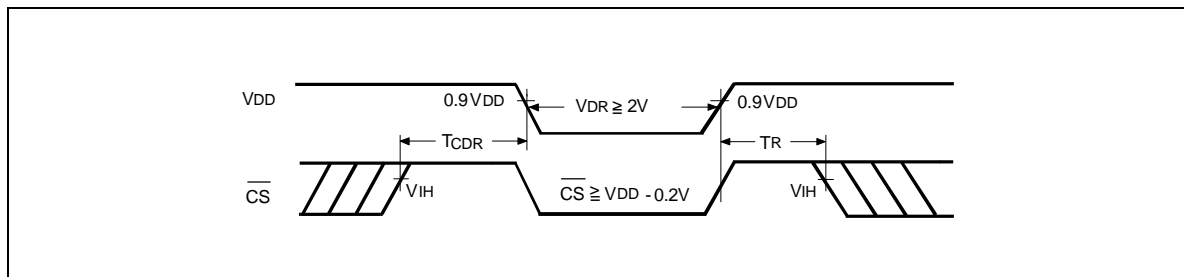 VDD
0.9VDD
VDR ≧ 2V
0.9VDD
TCDR
TR
CS
VIH
CS ≧ VDD - 0.2V
VIH